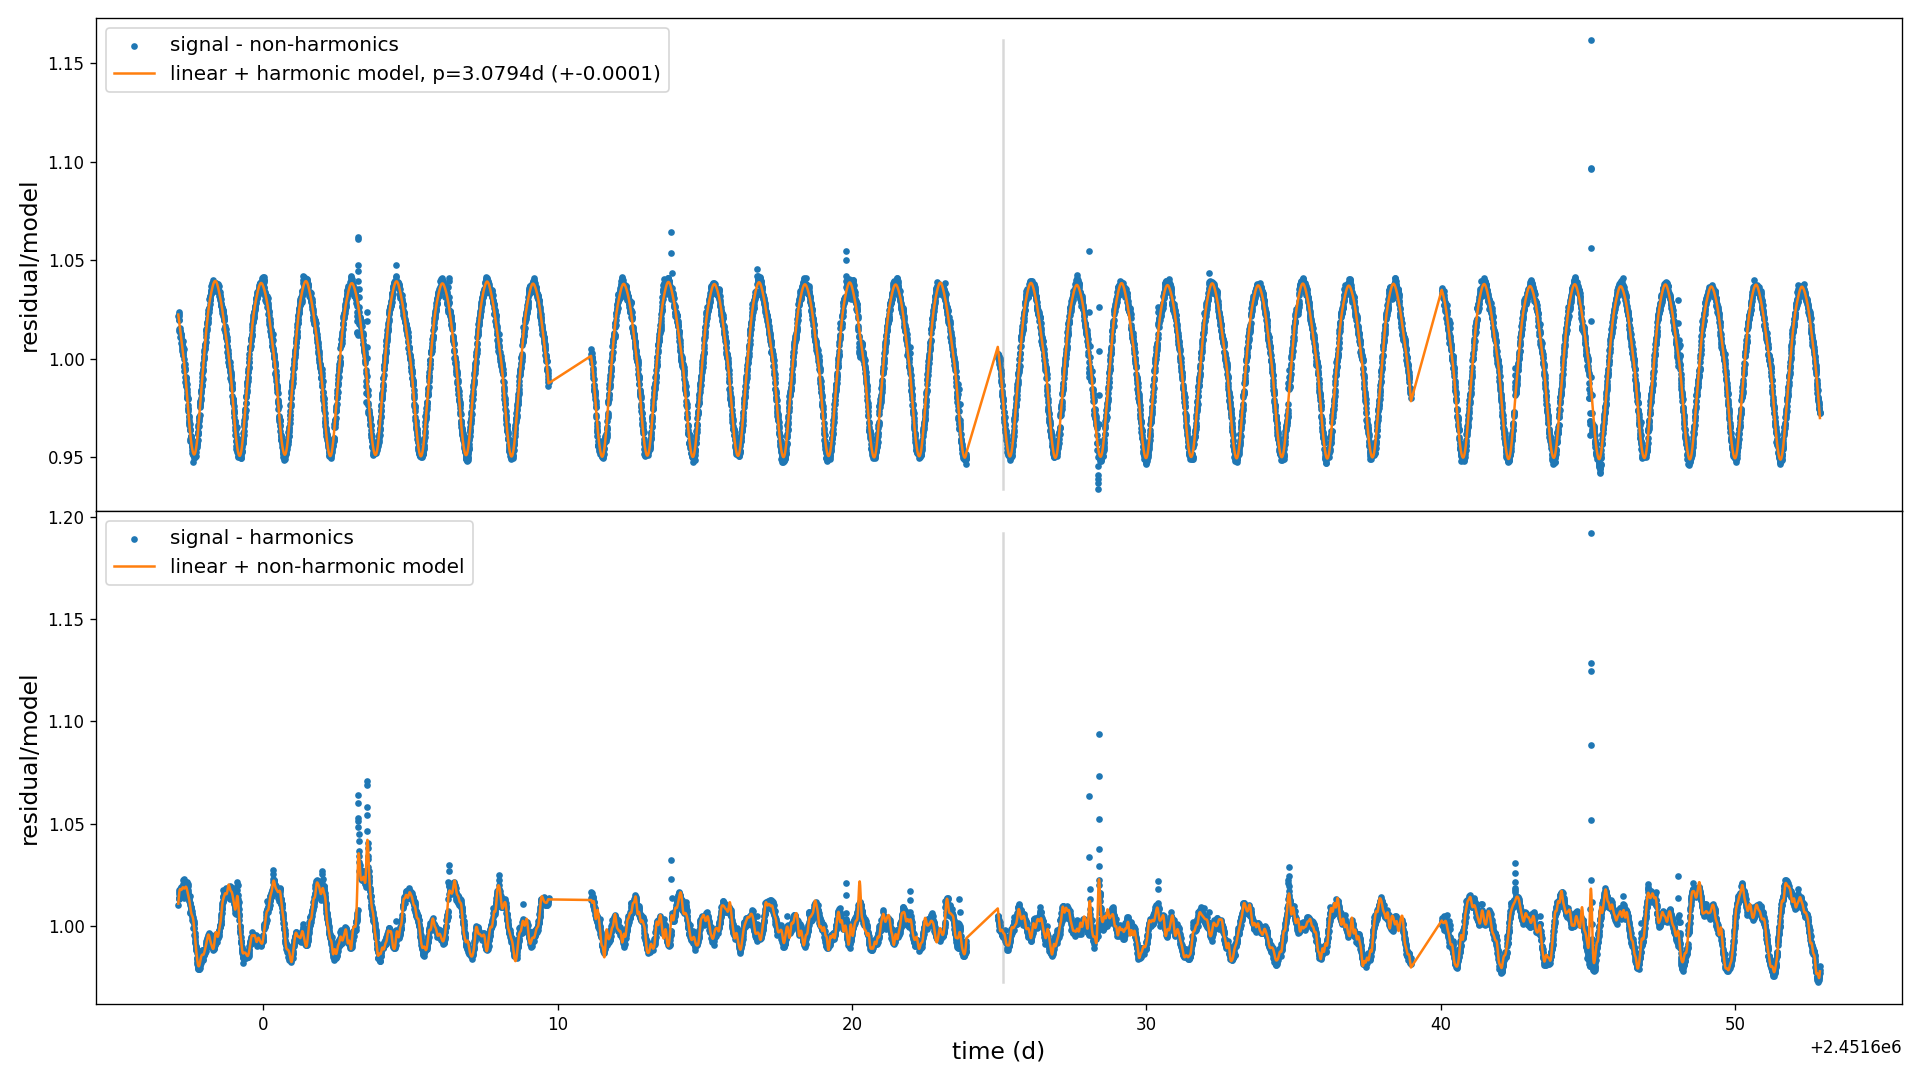 signal - non-harmonics
linear + harmonic model, p=3.0794d (+-0.0001)
1.15
1.10
1.05
1.00
0.95
residual/model
signal - harmonics
linear + non-harmonic model
1.20
1.15
1.10
1.05
1.00
residual/model
0 10 20 30 40 50
time (d)
+2.4516e6